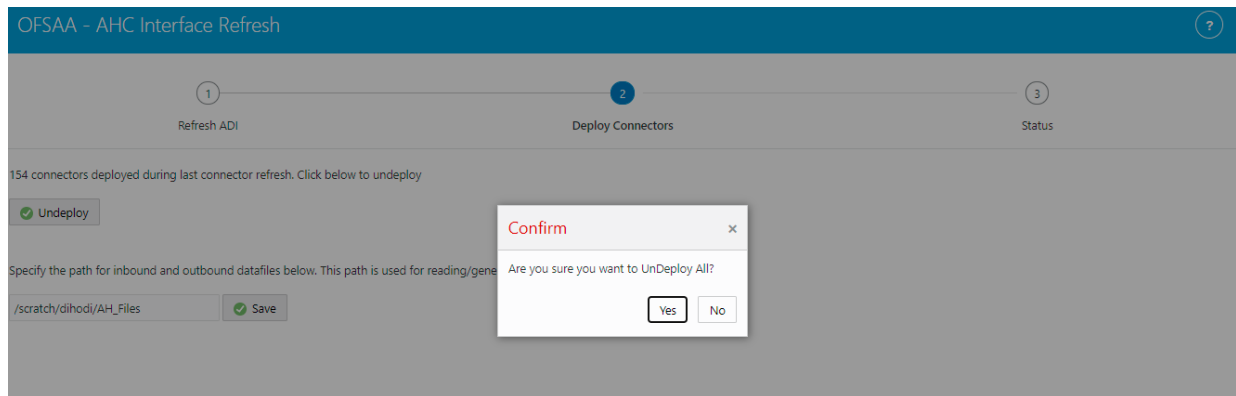 OFSAA - AHC Interface Refresh
?
1
2
3
Refresh ADI
Deploy Connectors
Status
154 connectors deployed during last connector refresh. Click below to undeploy
Undeploy
Confirm
×
Are you sure you want to UnDeploy All?
Yes
No
Specify the path for inbound and outbound datafiles below. This path is used for reading/gene
/scratch/dihodi/AH_Files
Save